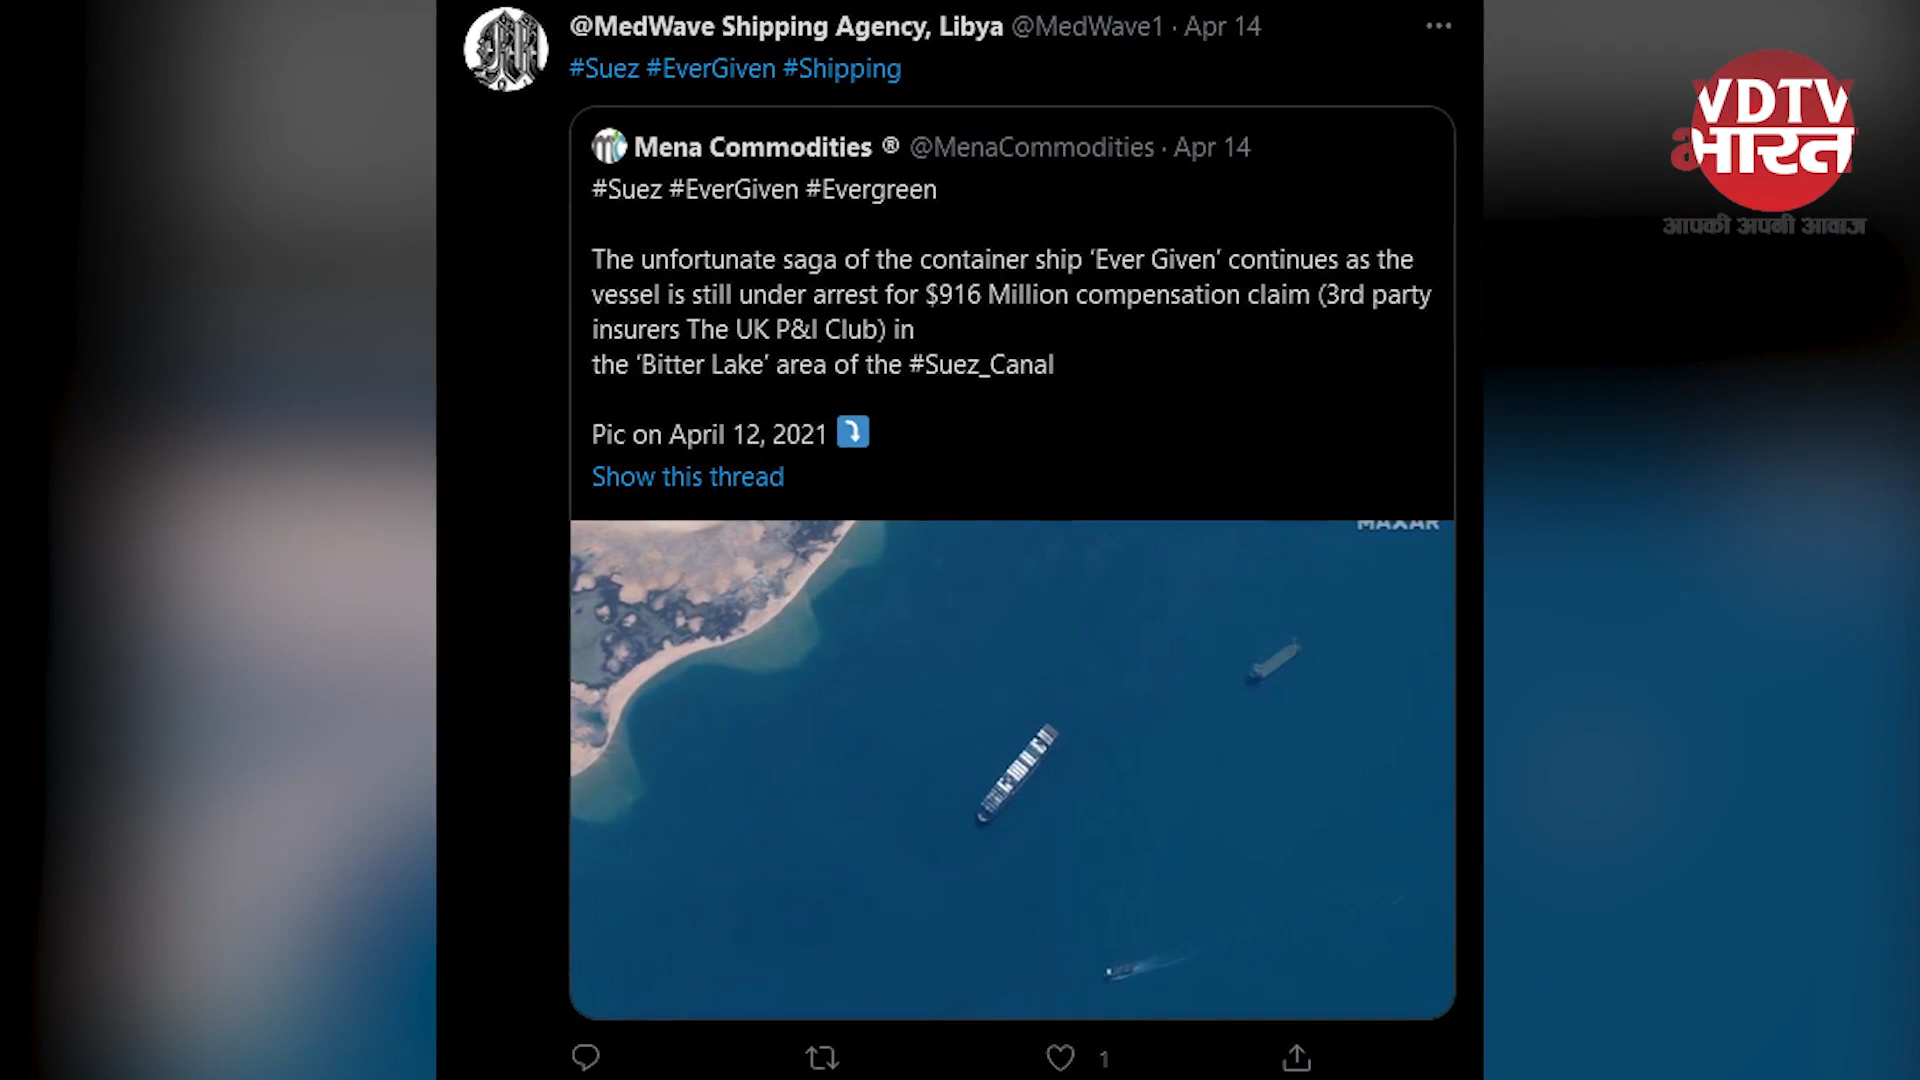 @MedWave Shipping Agency, Libya @MedWave1 · Apr 14
#Suez #EverGiven #Shipping
Mena Commodities ® @MenaCommodities · Apr 14
#Suez #EverGiven #Evergreen
The unfortunate saga of the container ship ‘Ever Given’ continues as the
vessel is still under arrest for $916 Million compensation claim (3rd party
insurers The UK P&I Club) in
the ‘Bitter Lake’ area of the #Suez_Canal
Pic on April 12, 2021
Show this thread
MAXAR
1
VDTV
भारत
आपकी अपनी आवाज